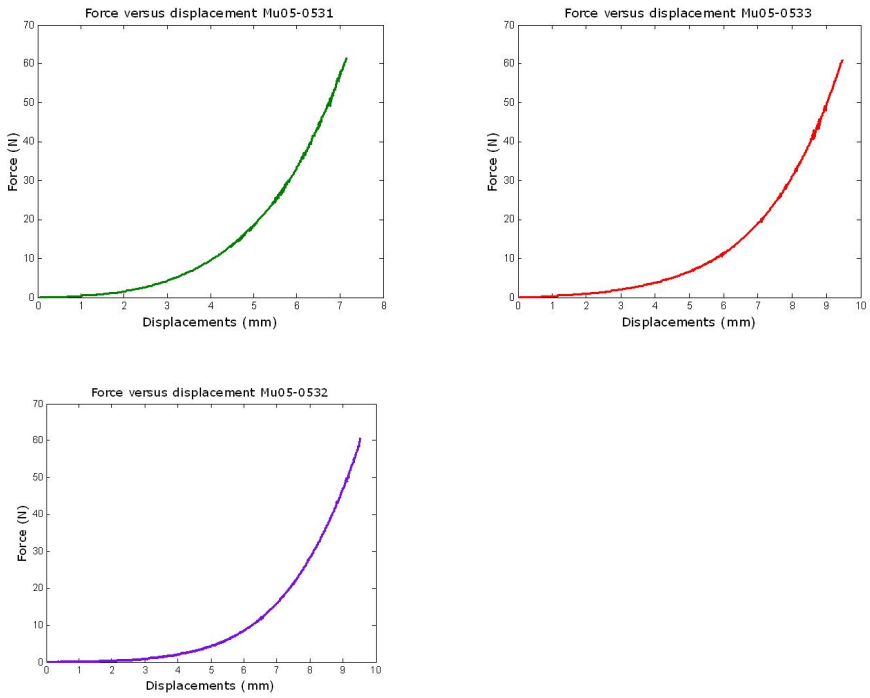 Force versus displacement Mu05-0531
70
60
50
40
30
20
10
0
Force (N)
0 1 2 3 4 5 6 7 8
Displacements (mm)
Force versus displacement Mu05-0533
70
60
50
40
30
20
10
0
Force (N)
0 1 2 3 4 5 6 7 8 9 10
Displacements (mm)
Force versus displacement Mu05-0532
70
60
50
40
30
20
10
0
Force (N)
0 1 2 3 4 5 6 7 8 9 10
Displacements (mm)